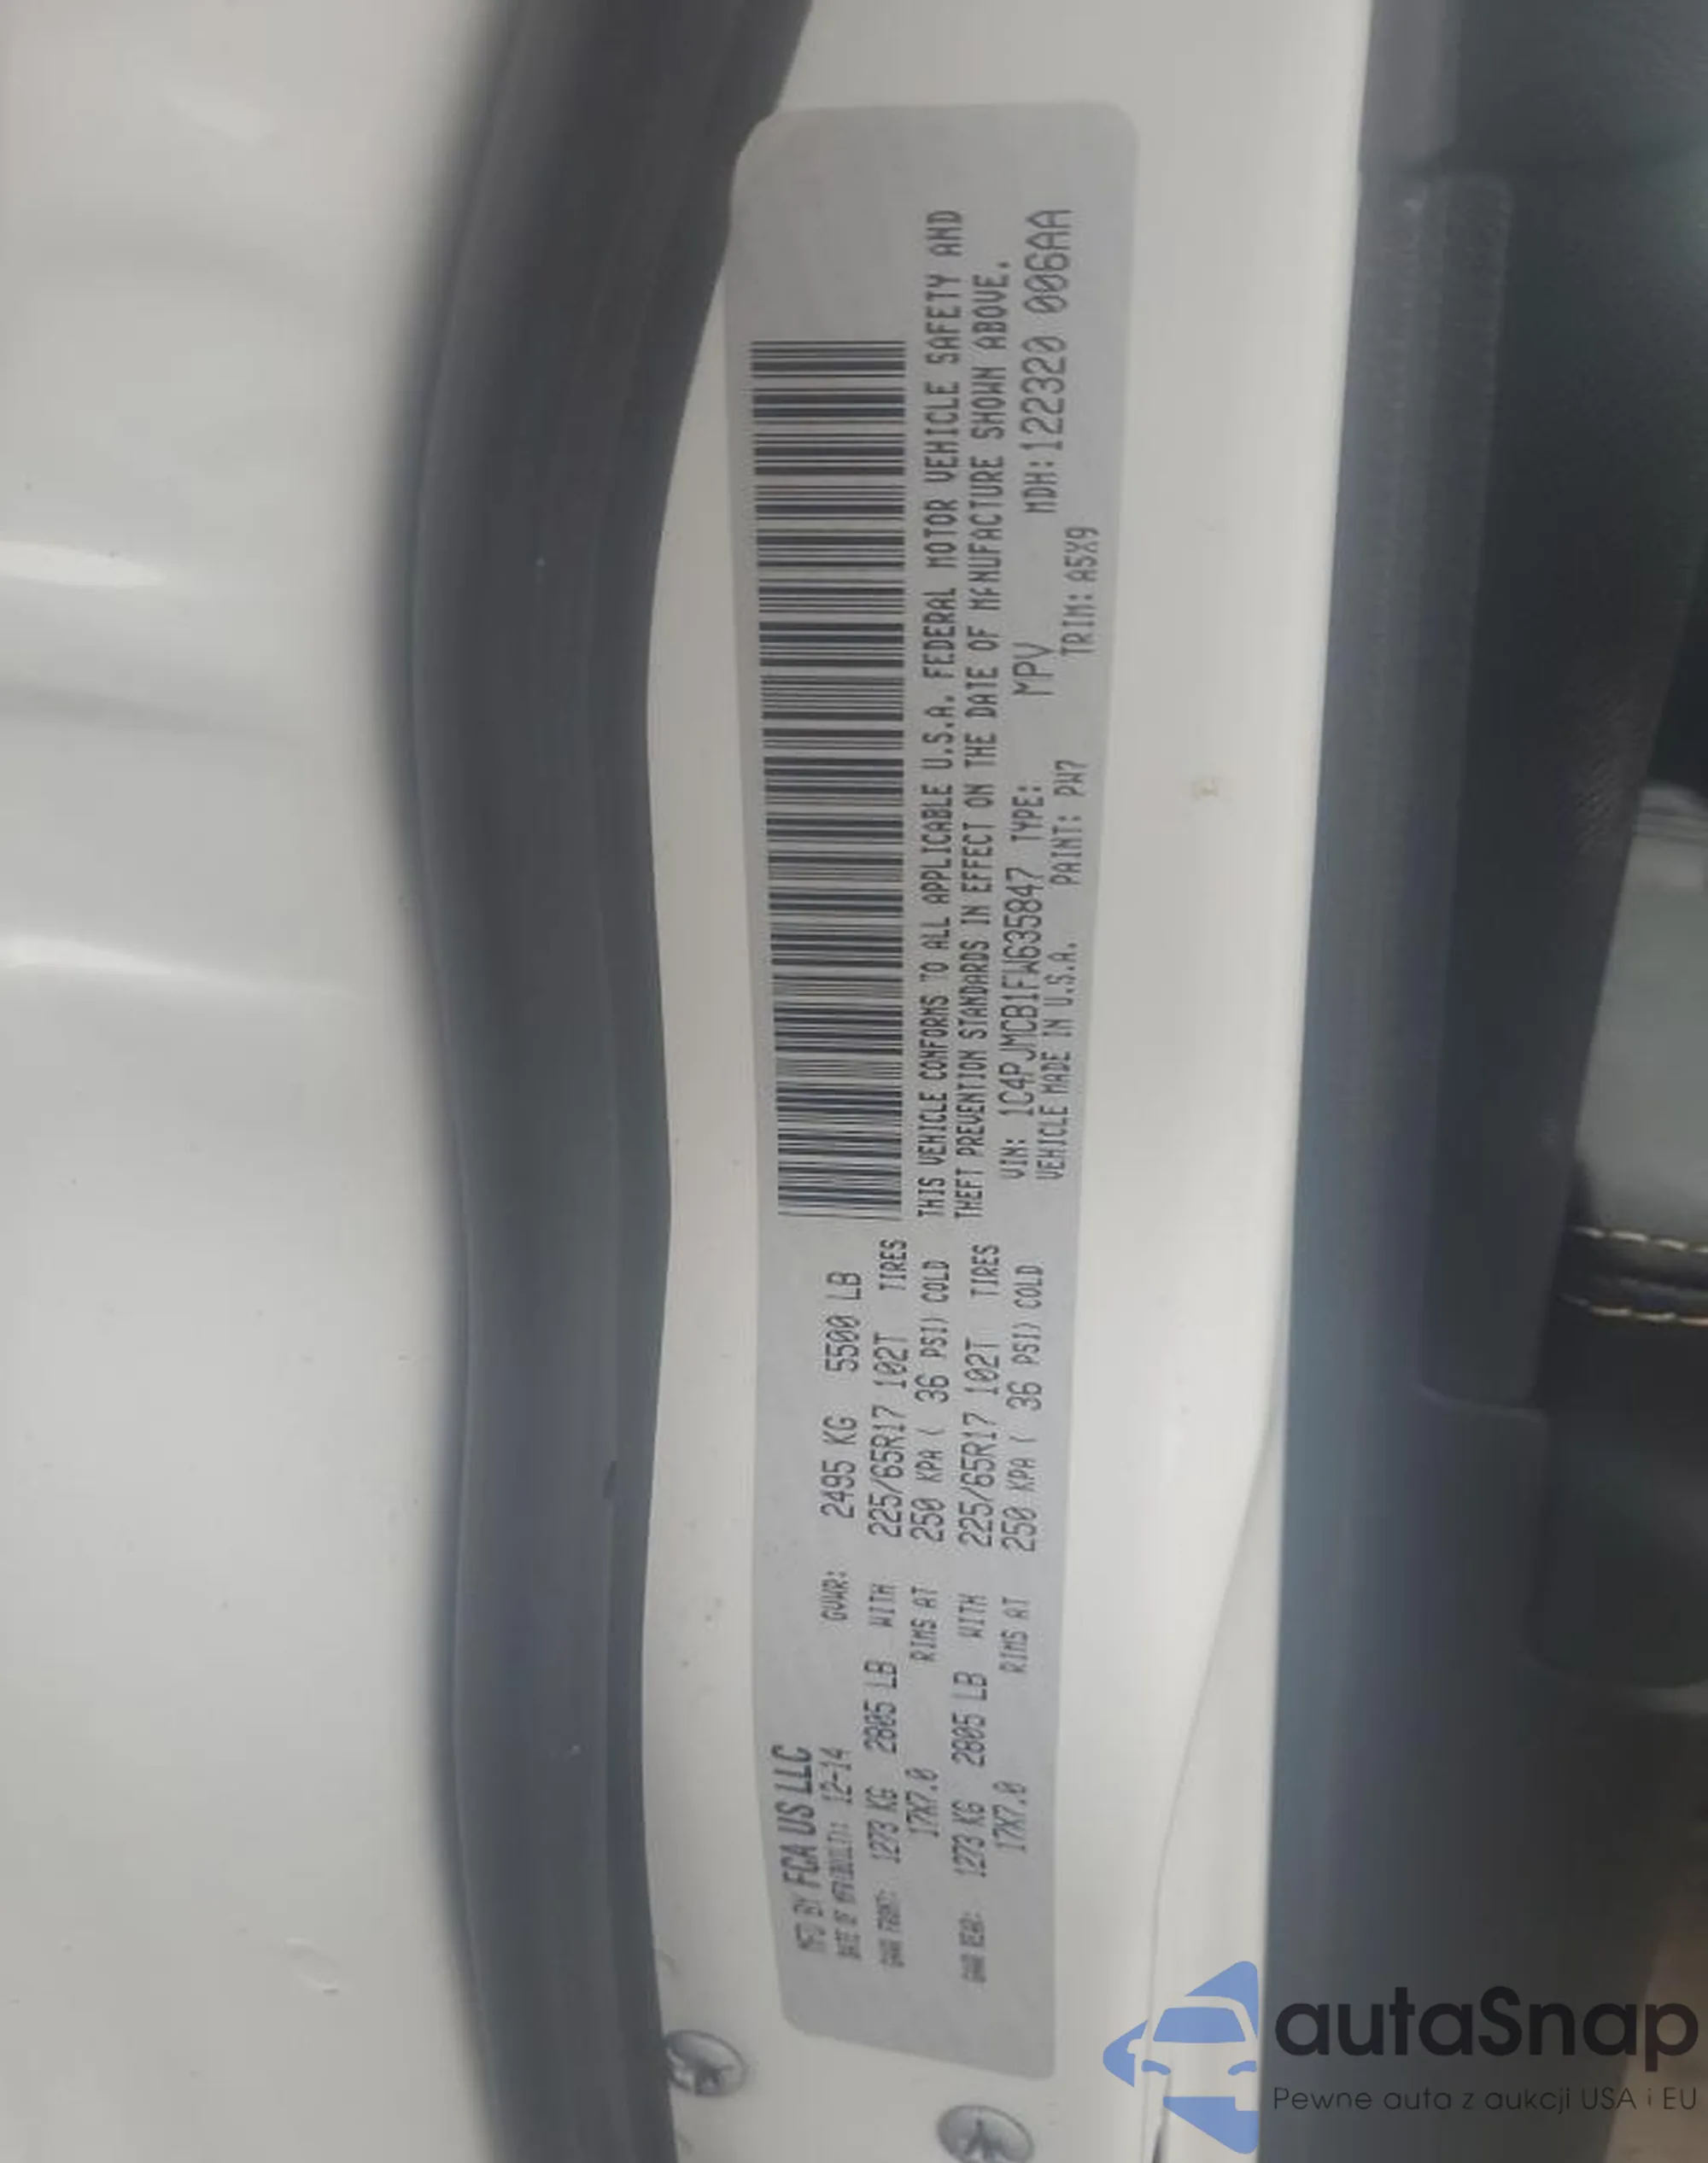 MFD BY FCA US LLC
DATE OF MFR(BUILT): 12-14 GVWR: 2495 KG 5500 LB
GAWR FRONT: 1273 KG 2805 LB WITH 225/65R17 102T TIRES
17X7.0 RIMS AT 250 KPA ( 36 PSI) COLD
GAWR REAR: 1273 KG 2805 LB WITH 225/65R17 102T TIRES
17X7.0 RIMS AT 250 KPA ( 36 PSI) COLD
THIS VEHICLE CONFORMS TO ALL APPLICABLE U.S.A. FEDERAL MOTOR VEHICLE SAFETY AND
THEFT PREVENTION STANDARDS IN EFFECT ON THE DATE OF MANUFACTURE SHOWN ABOVE.
VIN: 1C4PJMCB1FW635847 TYPE: MPV MDH:122320 006AA
VEHICLE MADE IN U.S.A. PAINT: PW7 TRIM: A5X9
autaSnap
Pewne auta z aukcji USA i EU